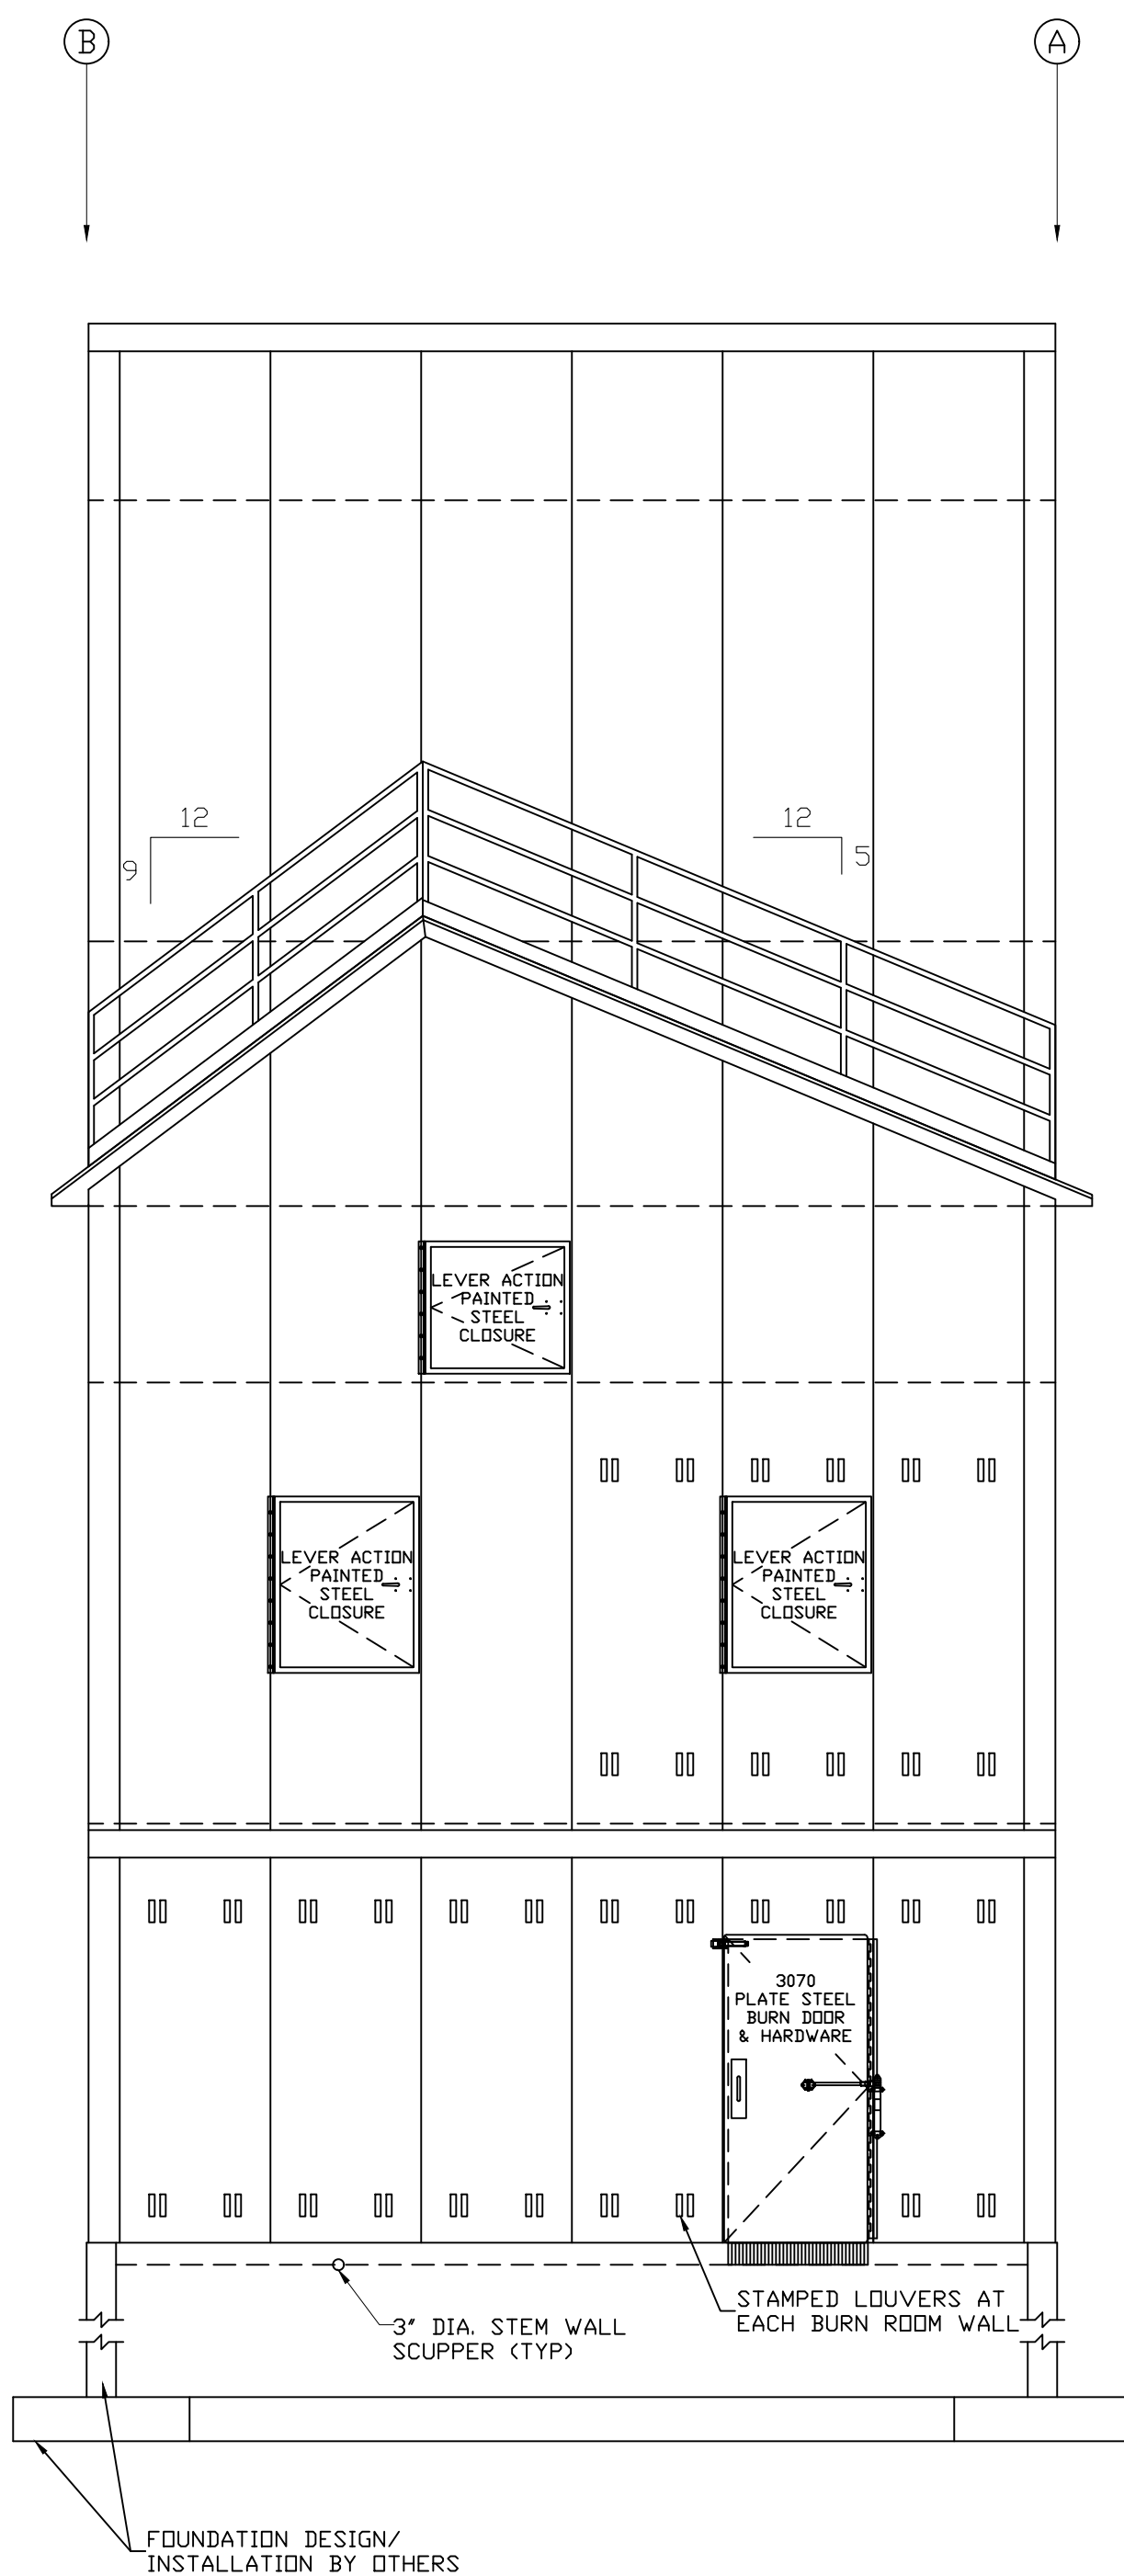 B
A
12
9
12
5
LEVER ACTION
PAINTED
STEEL
CLOSURE
LEVER ACTION
PAINTED
STEEL
CLOSURE
LEVER ACTION
PAINTED
STEEL
CLOSURE
3070
PLATE STEEL
BURN DOOR
& HARDWARE
STAMPED LOUVERS AT
EACH BURN ROOM WALL
3" DIA. STEM WALL
SCUPPER (TYP)
FOUNDATION DESIGN/
INSTALLATION BY OTHERS